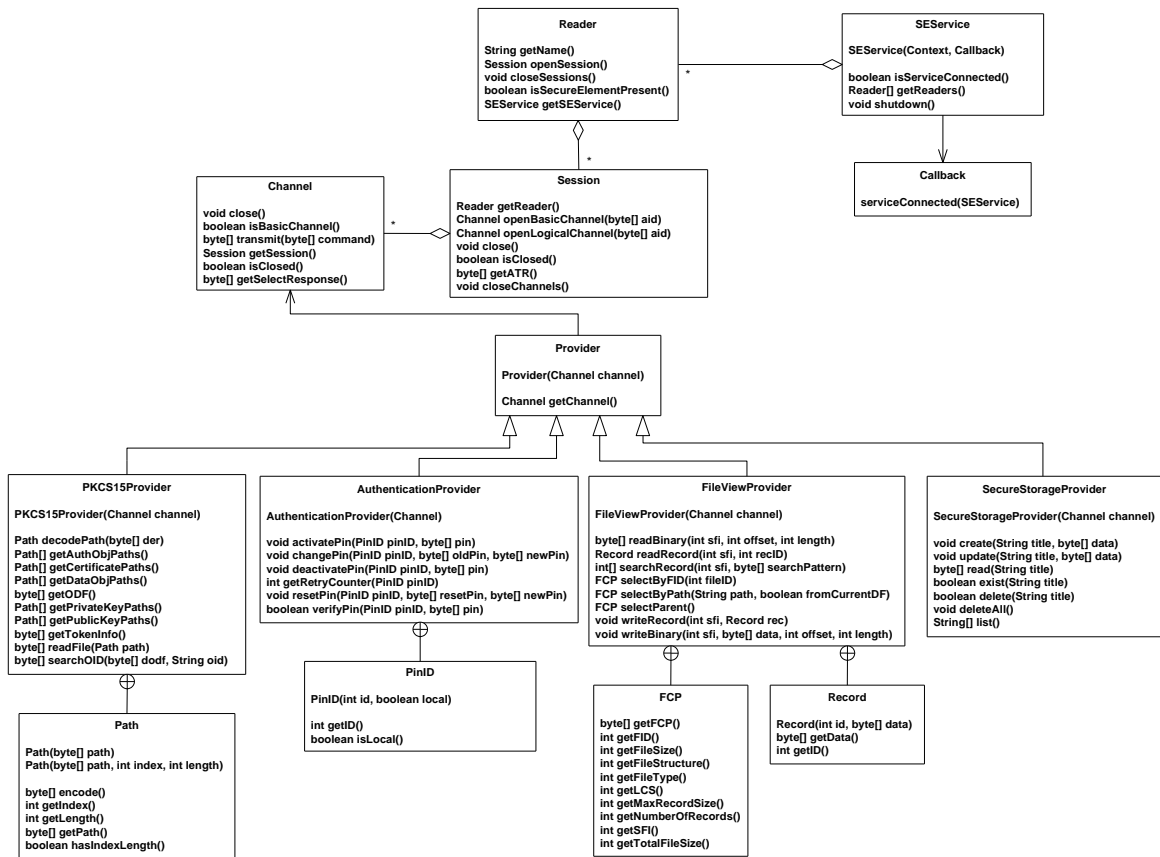 Reader
String getName()
Session openSession()
void closeSessions()
boolean isSecureElementPresent()
SEService getSEService()
*
*
SEService
SEService(Context, Callback)
boolean isServiceConnected()
Reader[] getReaders()
void shutdown()
Callback
serviceConnected(SEService)
Channel
void close()
boolean isBasicChannel()
byte[] transmit(byte[] command)
Session getSession()
boolean isClosed()
byte[] getSelectResponse()
*
Session
Reader getReader()
Channel openBasicChannel(byte[] aid)
Channel openLogicalChannel(byte[] aid)
void close()
boolean isClosed()
byte[] getATR()
void closeChannels()
Provider
Provider(Channel channel)
Channel getChannel()
PKCS15Provider
PKCS15Provider(Channel channel)
Path decodePath(byte[] der)
Path[] getAuthObjPaths()
Path[] getCertificatePaths()
Path[] getDataObjPaths()
byte[] getODF()
Path[] getPrivateKeyPaths()
Path[] getPublicKeyPaths()
byte[] getTokenInfo()
byte[] readFile(Path path)
byte[] searchOID(byte[] dodf, String oid)
AuthenticationProvider
AuthenticationProvider(Channel)
void activatePin(PinID pinID, byte[] pin)
void changePin(PinID pinID, byte[] oldPin, byte[] newPin)
void deactivatePin(PinID pinID, byte[] pin)
int getRetryCounter(PinID pinID)
void resetPin(PinID pinID, byte[] resetPin, byte[] newPin)
boolean verifyPin(PinID pinID, byte[] pin)
FileViewProvider
FileViewProvider(Channel channel)
byte[] readBinary(int sfi, int offset, int length)
Record readRecord(int sfi, int recID)
int[] searchRecord(int sfi, byte[] searchPattern)
FCP selectByFID(int fileID)
FCP selectByPath(String path, boolean fromCurrentDF)
FCP selectParent()
void writeRecord(int sfi, Record rec)
void writeBinary(int sfi, byte[] data, int offset, int length)
SecureStorageProvider
SecureStorageProvider(Channel channel)
void create(String title, byte[] data)
void update(String title, byte[] data)
byte[] read(String title)
boolean exist(String title)
boolean delete(String title)
void deleteAll()
String[] list()
Path
Path(byte[] path)
Path(byte[] path, int index, int length)
byte[] encode()
int getIndex()
int getLength()
byte[] getPath()
boolean hasIndexLength()
PinID
PinID(int id, boolean local)
int getID()
boolean isLocal()
FCP
byte[] getFCP()
int getFID()
int getFileSize()
int getFileStructure()
int getFileType()
int getLCS()
int getMaxRecordSize()
int getNumberOfRecords()
int getSFI()
int getTotalFileSize()
Record
Record(int id, byte[] data)
byte[] getData()
int getID()